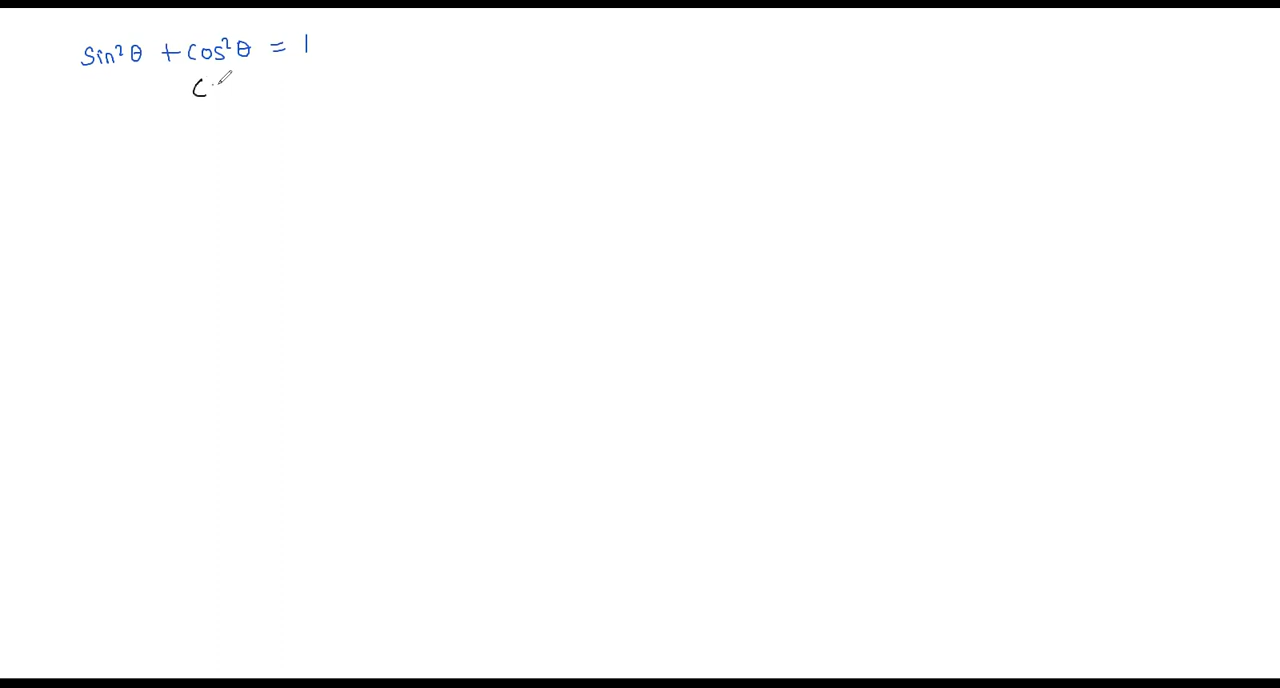 Sin²θ + cos²θ = 1
c